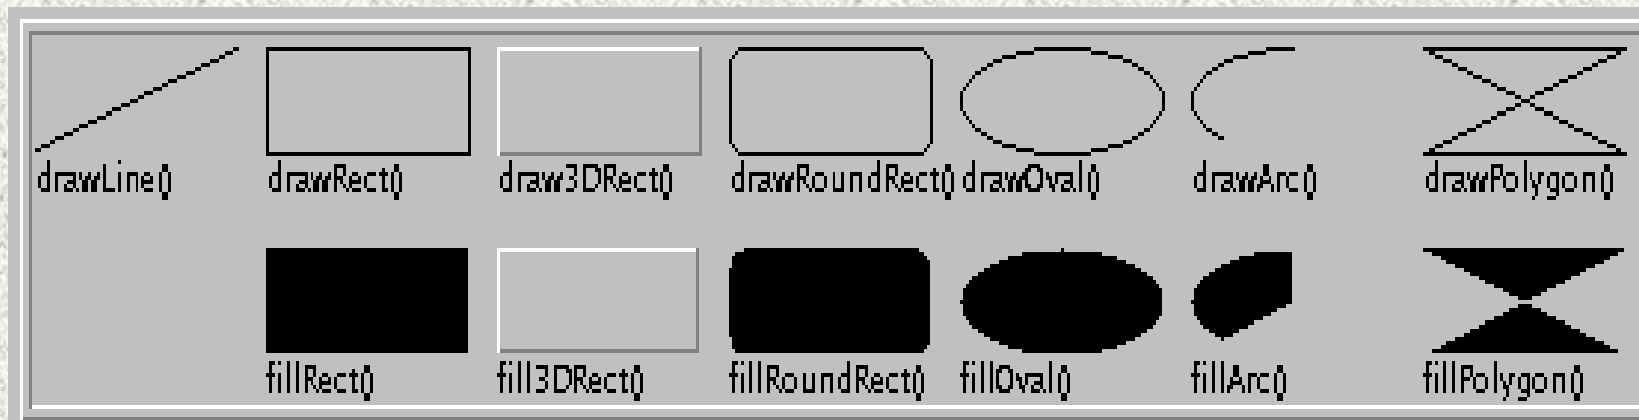 drawLine() drawRect() draw3DRect() drawRoundRect() drawOval() drawArc() drawPolygon()
fillRect() fill3DRect() fillRoundRect() fillOval() fillArc() fillPolygon()